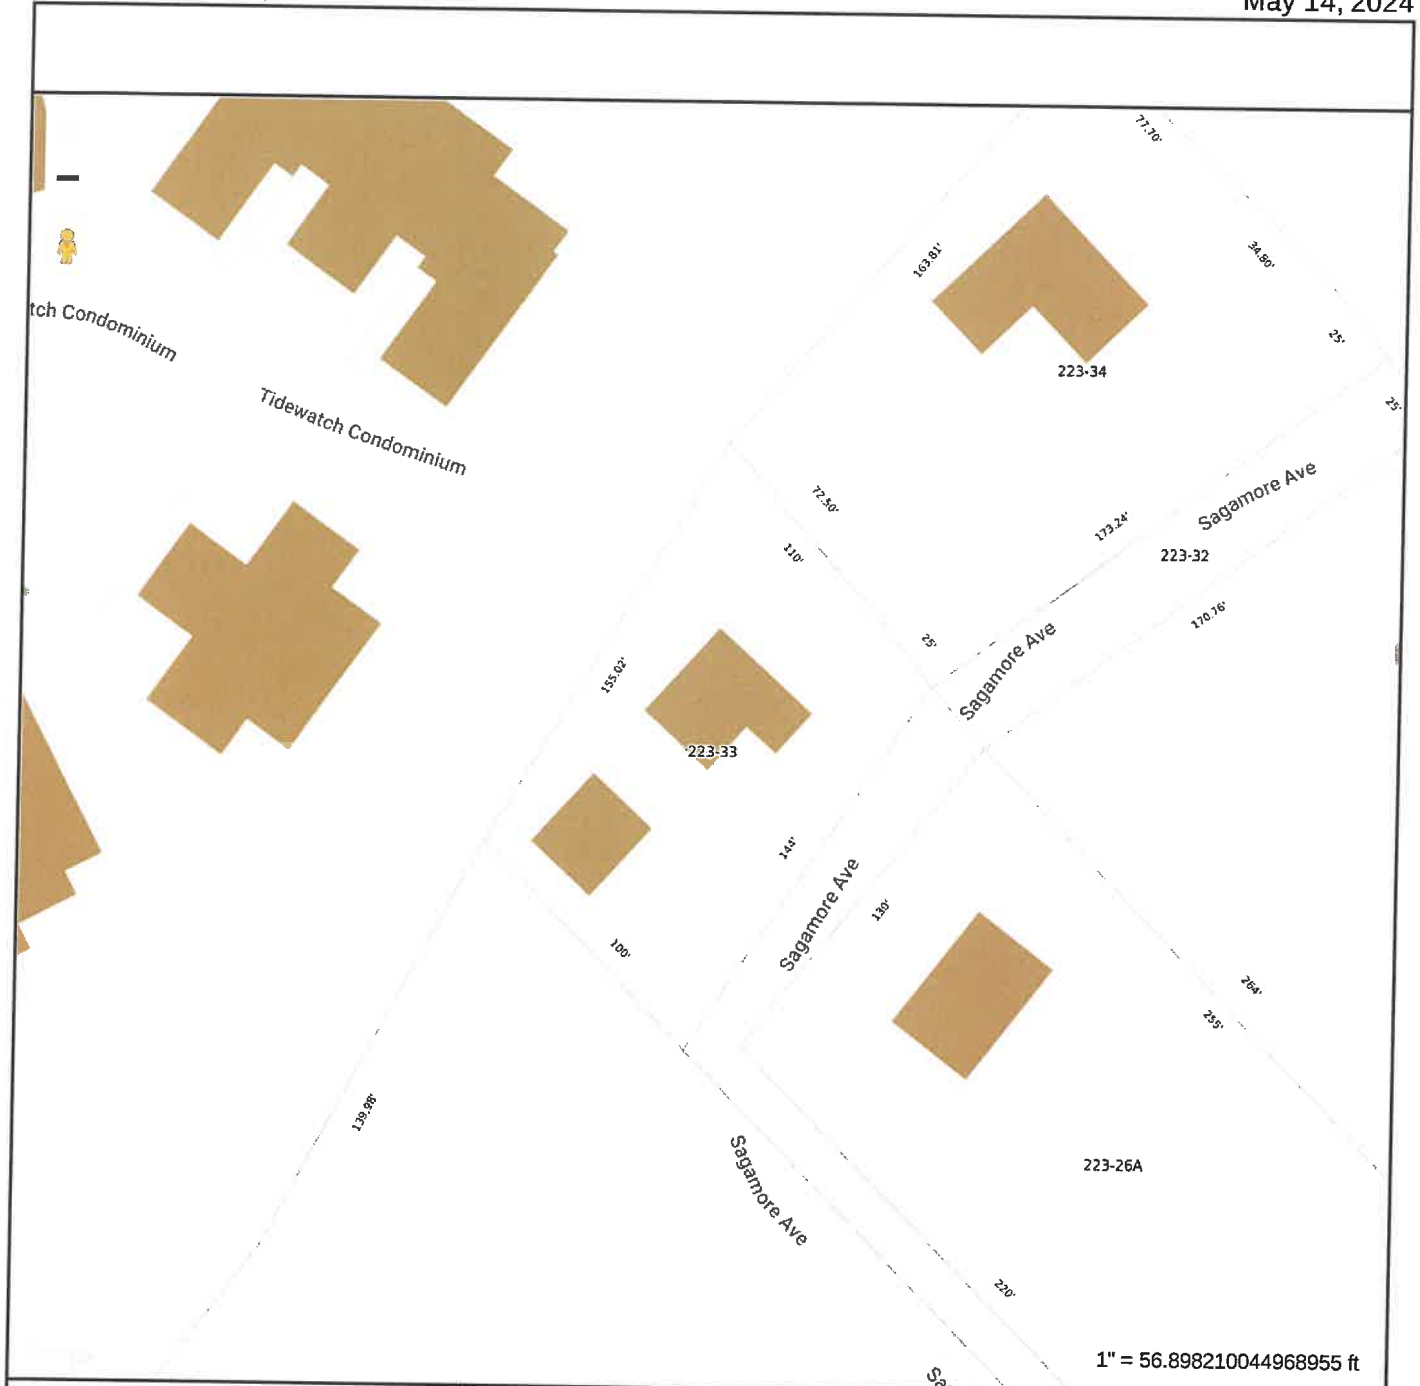 May 14, 2024
77.70'
163.81'
34.80'
25'
tch Condominium
223-34
Tidewatch Condominium
25'
Sagamore Ave
72.50'
173.24'
110'
223-32
170.76'
25'
Sagamore Ave
155.02'
223-33
144'
Sagamore Ave
130'
100'
264'
255'
139.98'
Sagamore Ave
223-26A
220'
1" = 56.898210044968955 ft
Sa